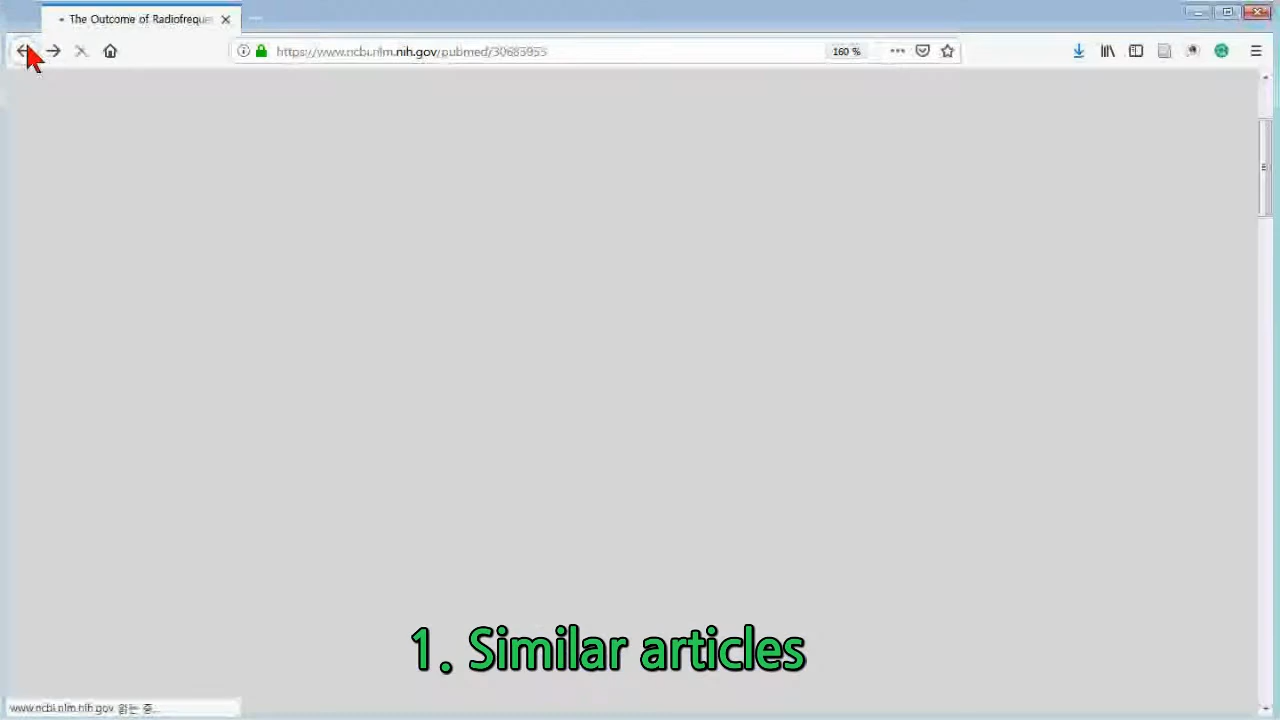 The Outcome of Radiofreque
https://www.ncbi.nlm.nih.gov/pubmed/30683955
160 %
1. Similar articles
www.ncbi.nlm.nih.gov 읽는 중...